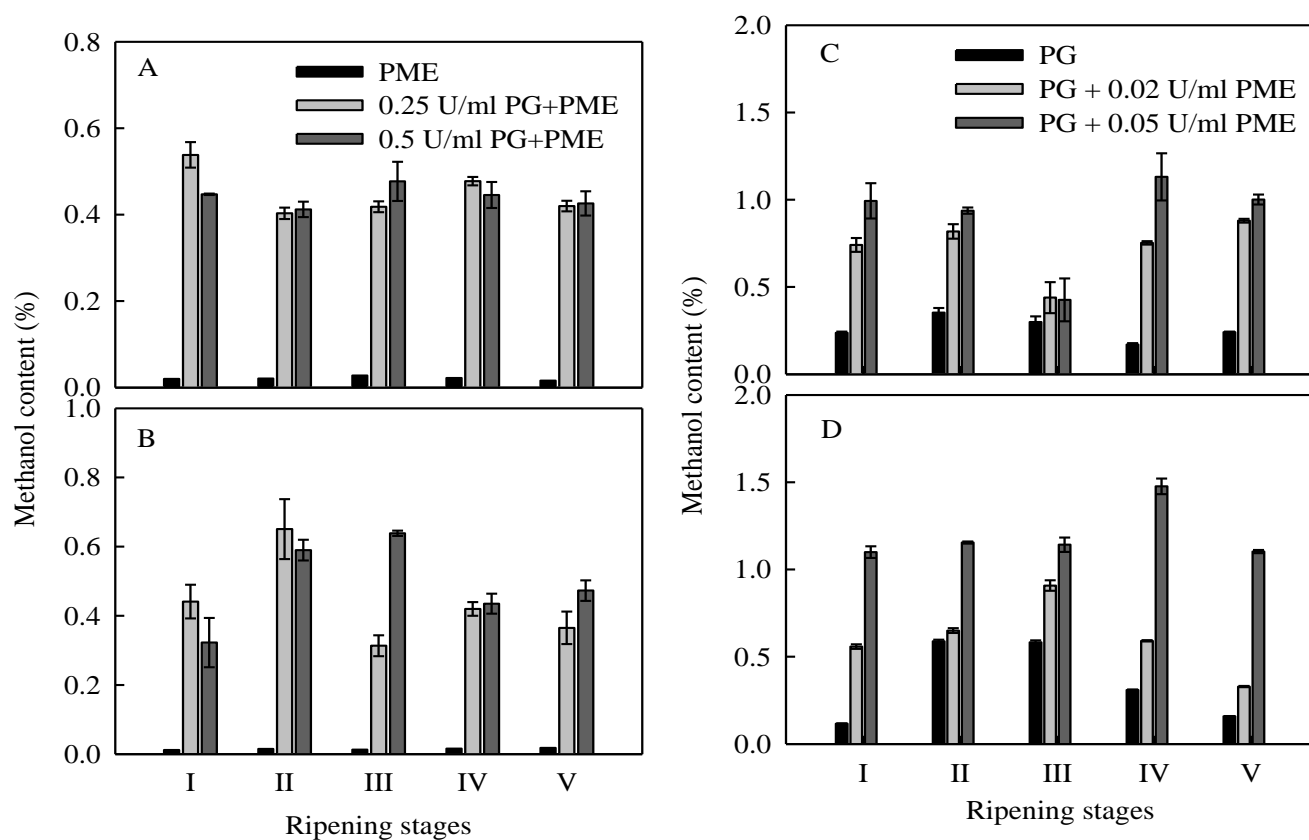 A
PME
0.25 U/ml PG+PME
0.5 U/ml PG+PME
0.8
0.6
0.4
0.2
0.0
B
1.0
0.8
0.6
0.4
0.2
0.0
Methanol content (%)
I II III IV V
Ripening stages
C
PG
PG + 0.02 U/ml PME
PG + 0.05 U/ml PME
2.0
1.5
1.0
0.5
0.0
D
2.0
1.5
1.0
0.5
0.0
Methanol content (%)
I II III IV V
Ripening stages